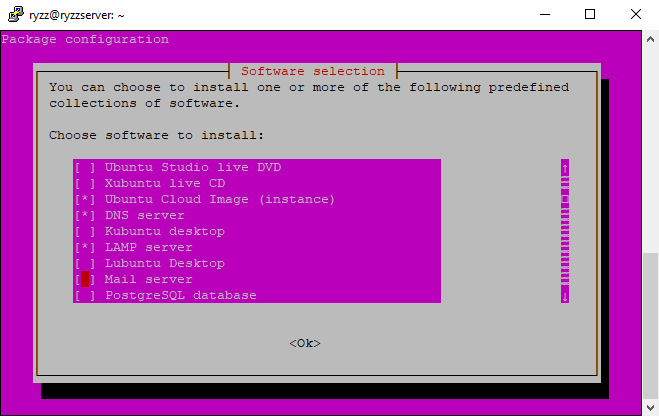 ryzz@ryzzserver: ~
Package configuration
Software selection
You can choose to install one or more of the following predefined
collections of software.
Choose software to install:
[ ] Ubuntu Studio live DVD
[ ] Xubuntu live CD
[*] Ubuntu Cloud Image (instance)
[*] DNS server
[ ] Kubuntu desktop
[*] LAMP server
[ ] Lubuntu Desktop
[ ] Mail server
[ ] PostgreSQL database
<Ok>